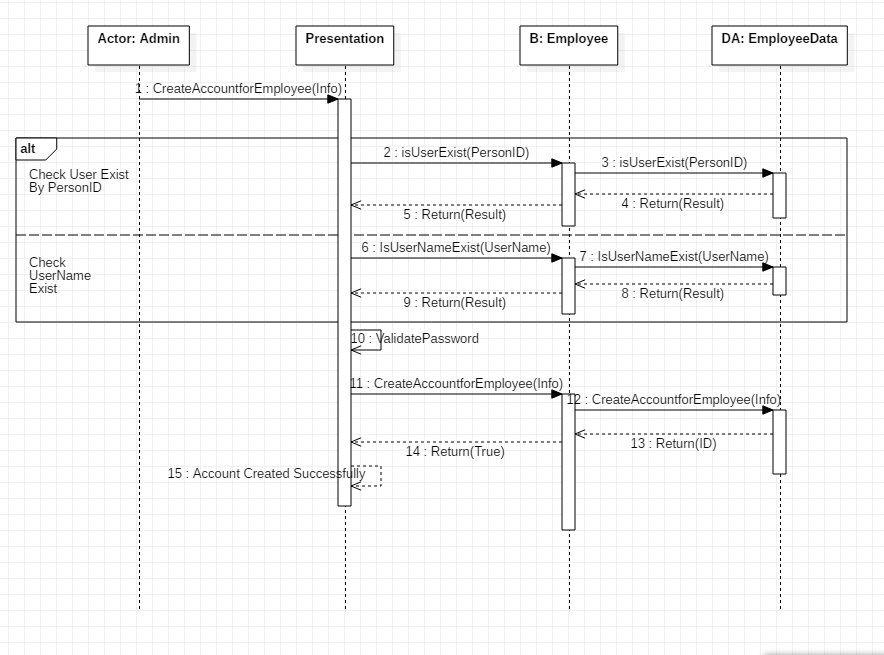 Actor: Admin
Presentation
B: Employee
DA: EmployeeData
1 : CreateAccountforEmployee(Info)
alt
Check User Exist
By PersonID
2 : isUserExist(PersonID)
3 : isUserExist(PersonID)
4 : Return(Result)
5 : Return(Result)
6 : IsUserNameExist(UserName)
7 : IsUserNameExist(UserName)
Check
UserName
Exist
8 : Return(Result)
9 : Return(Result)
10 : ValidatePassword
11 : CreateAccountforEmployee(Info)
12 : CreateAccountforEmployee(Info)
13 : Return(ID)
14 : Return(True)
15 : Account Created Successfully